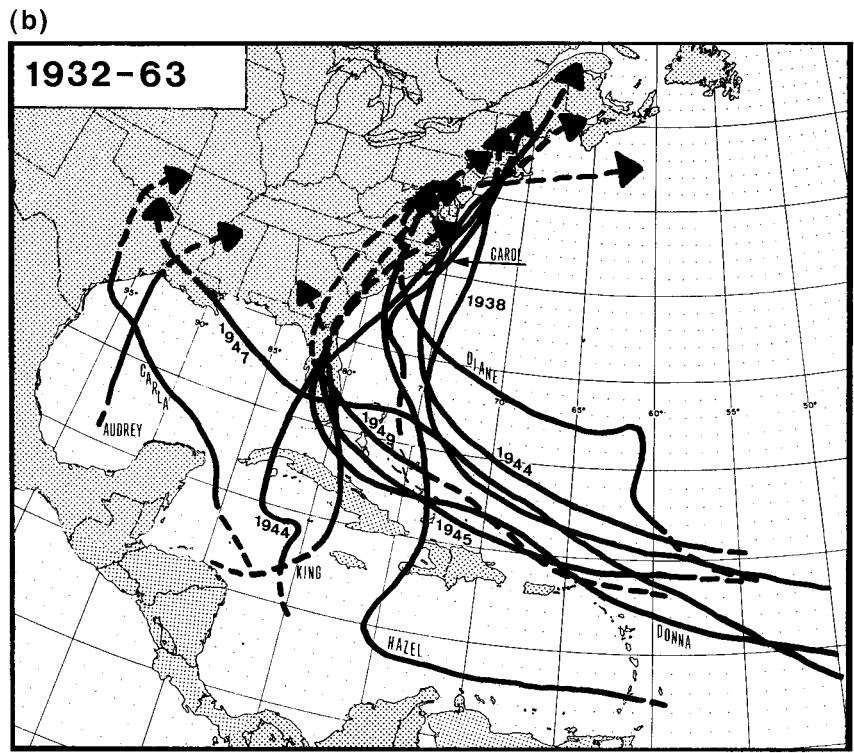 (b)
1932-63
CAROL
1938
95°
90°
1947
85°
DIANE
CARLA
80°
70°
65°
60°
55°
50°
AUDREY
1949
1944
1944
1945
KING
HAZEL
DONNA